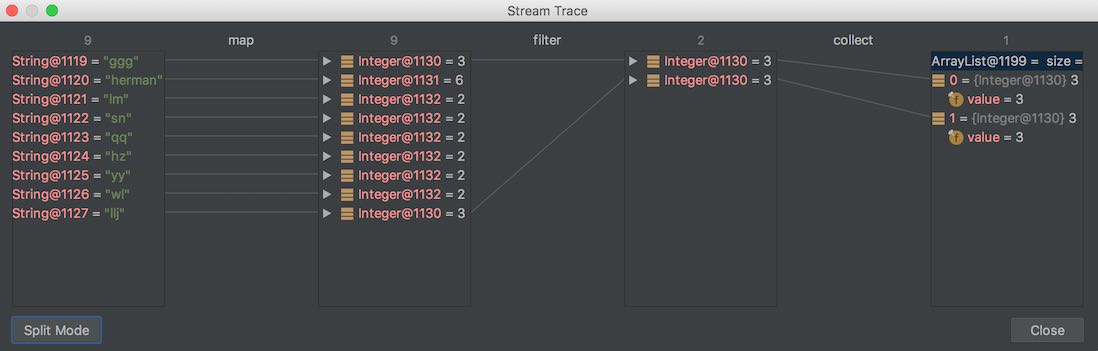 Stream Trace
9 map 9 filter 2 collect 1
String@1119 = "ggg" Integer@1130 = 3 Integer@1130 = 3 ArrayList@1199 = size =
String@1120 = "herman" Integer@1131 = 6 Integer@1130 = 3 0 = {Integer@1130} 3
String@1121 = "lm" Integer@1132 = 2 f value = 3
String@1122 = "sn" Integer@1132 = 2 1 = {Integer@1130} 3
String@1123 = "qq" Integer@1132 = 2 f value = 3
String@1124 = "hz" Integer@1132 = 2
String@1125 = "yy" Integer@1132 = 2
String@1126 = "wl" Integer@1132 = 2
String@1127 = "llj" Integer@1130 = 3
Split Mode Close